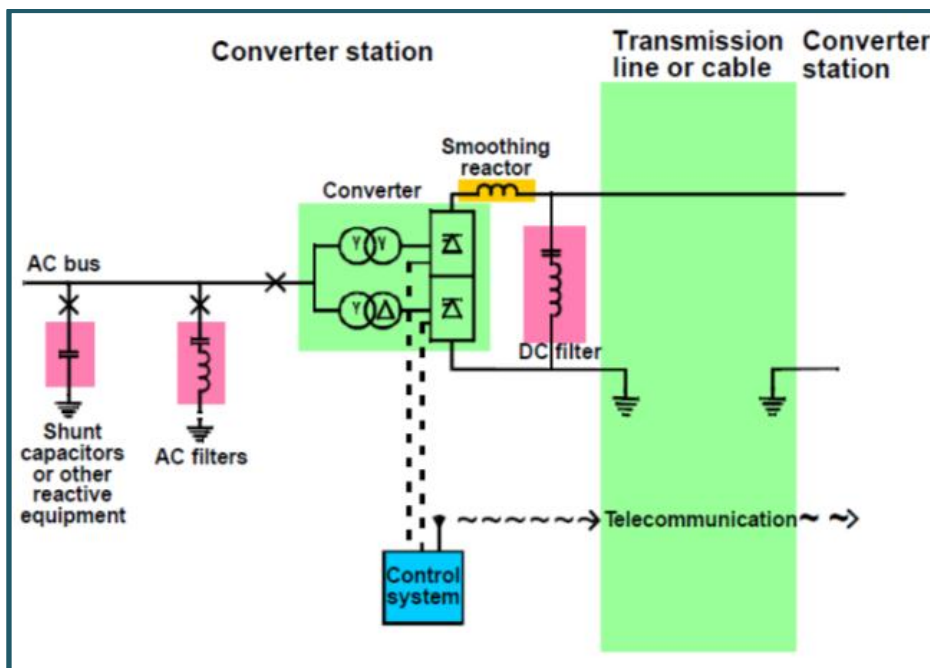 Converter station
Transmission
line or cable
Converter
station
Smoothing
reactor
Converter
Y Y
AC bus
Y Δ
DC filter
Shunt
capacitors
or other
reactive
equipment
AC filters
Telecommunication
Control
system